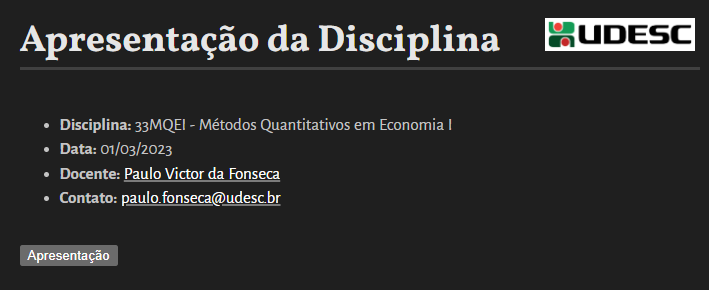 Apresentação da Disciplina
UDESC
Disciplina: 33MQEI - Métodos Quantitativos em Economia I
Data: 01/03/2023
Docente: Paulo Victor da Fonseca
Contato: paulo.fonseca@udesc.br
Apresentação